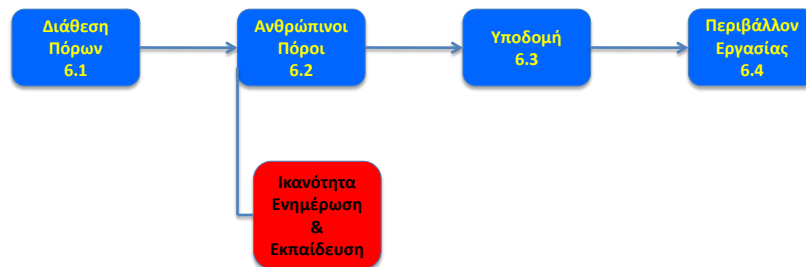 Διάθεση
Πόρων
6.1
Ανθρώπινοι
Πόροι
6.2
Υποδομή
6.3
Περιβάλλον
Εργασίας
6.4
Ικανότητα
Ενημέρωση
&
Εκπαίδευση